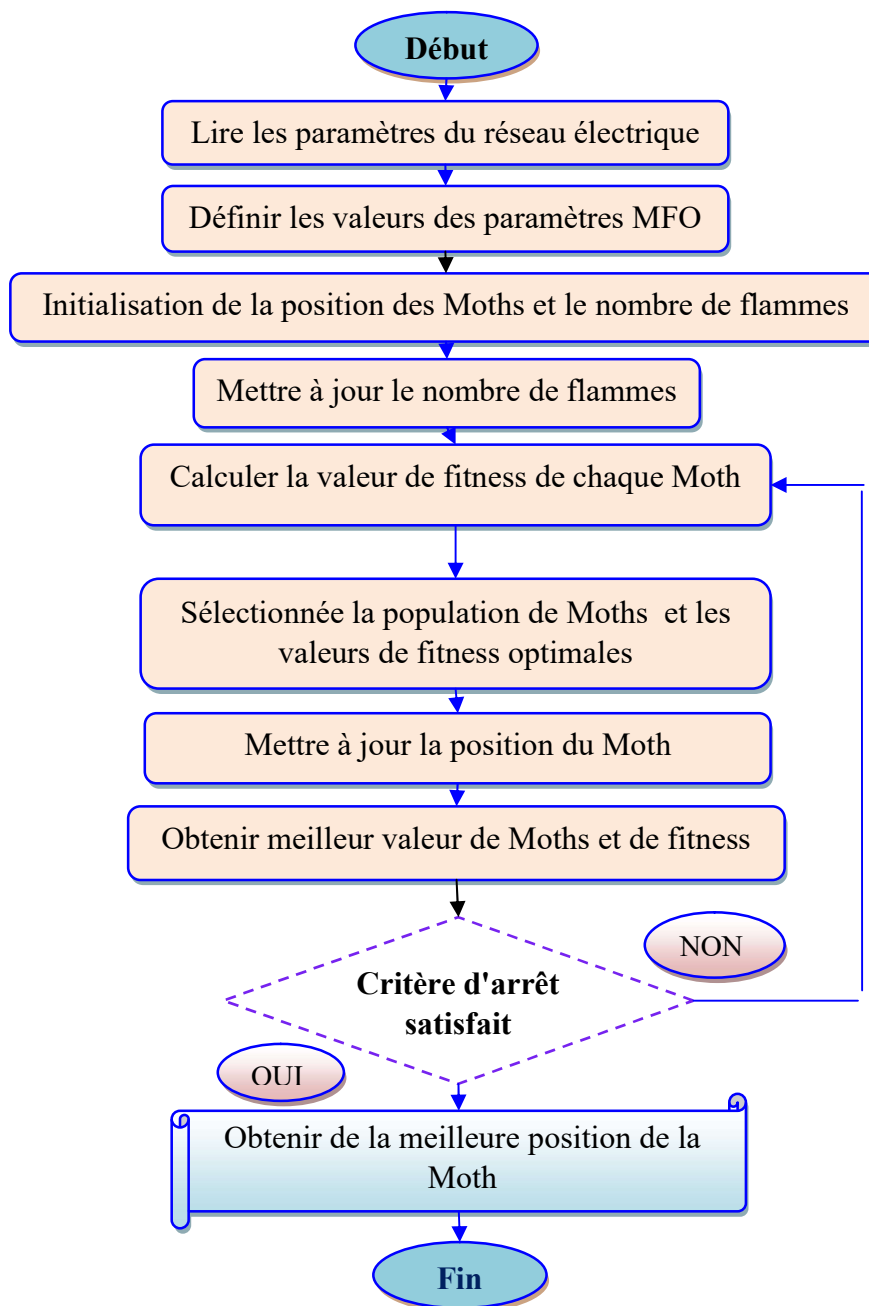 Début
Lire les paramètres du réseau électrique
Définir les valeurs des paramètres MFO
Initialisation de la position des Moths et le nombre de flammes
Mettre à jour le nombre de flammes
Calculer la valeur de fitness de chaque Moth
Sélectionnée la population de Moths et les
valeurs de fitness optimales
Mettre à jour la position du Moth
Obtenir meilleur valeur de Moths et de fitness
NON
Critère d'arrêt
satisfait
OUI
Obtenir de la meilleure position de la
Moth
Fin